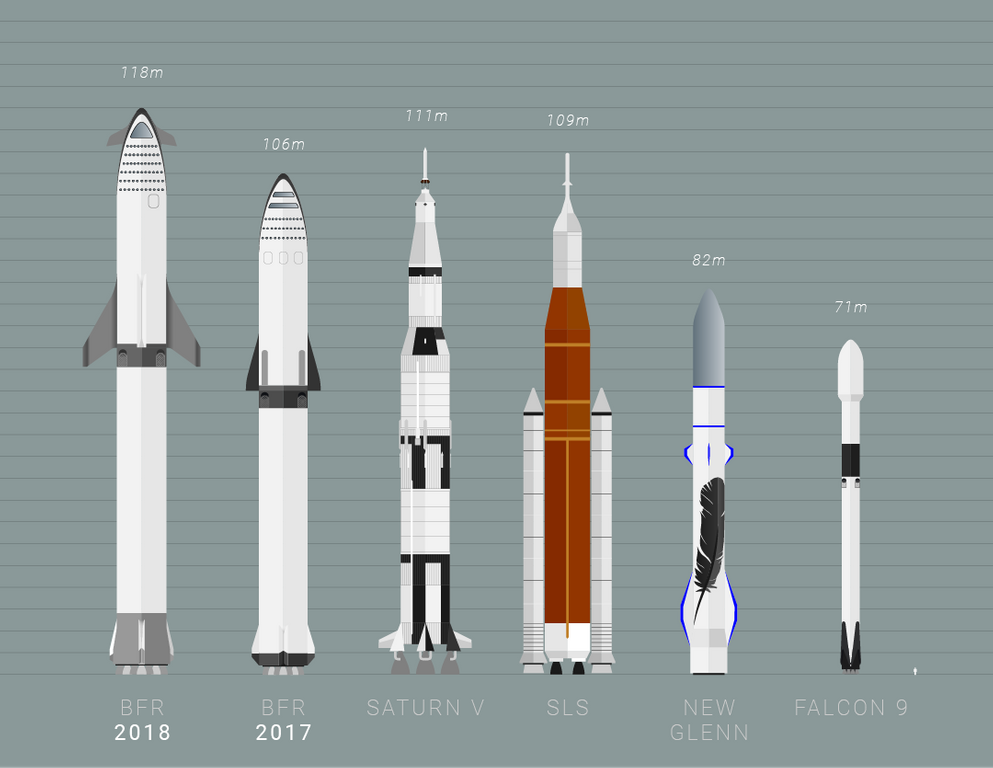 118m
106m
111m
109m
82m
71m
BFR
2018
BFR
2017
SATURN V
SLS
NEW
GLENN
FALCON 9